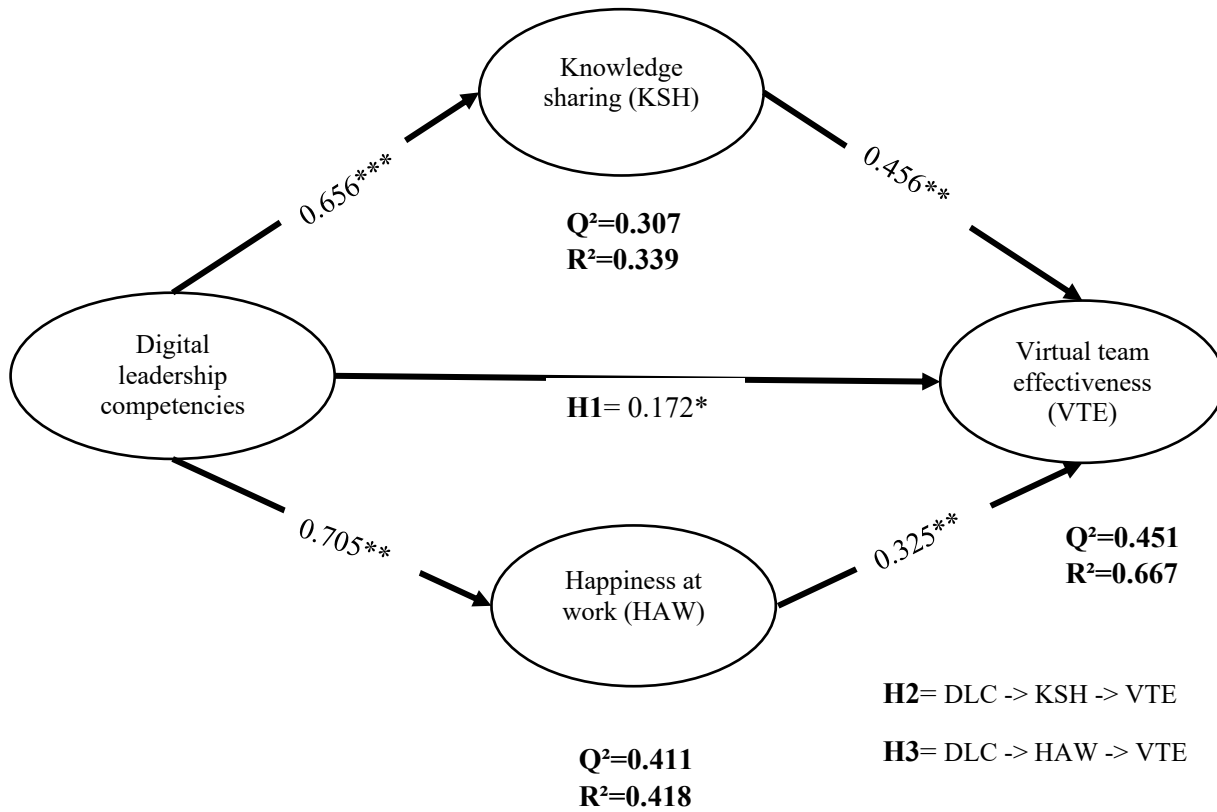 Knowledge
sharing (KSH)
0.656***
0.456**
Q²=0.307
R²=0.339
Digital
leadership
competencies
Virtual team
effectiveness
(VTE)
H1= 0.172*
0.705**
0.325**
Happiness at
work (HAW)
Q²=0.451
R²=0.667
H2= DLC -> KSH -> VTE
H3= DLC -> HAW -> VTE
Q²=0.411
R²=0.418